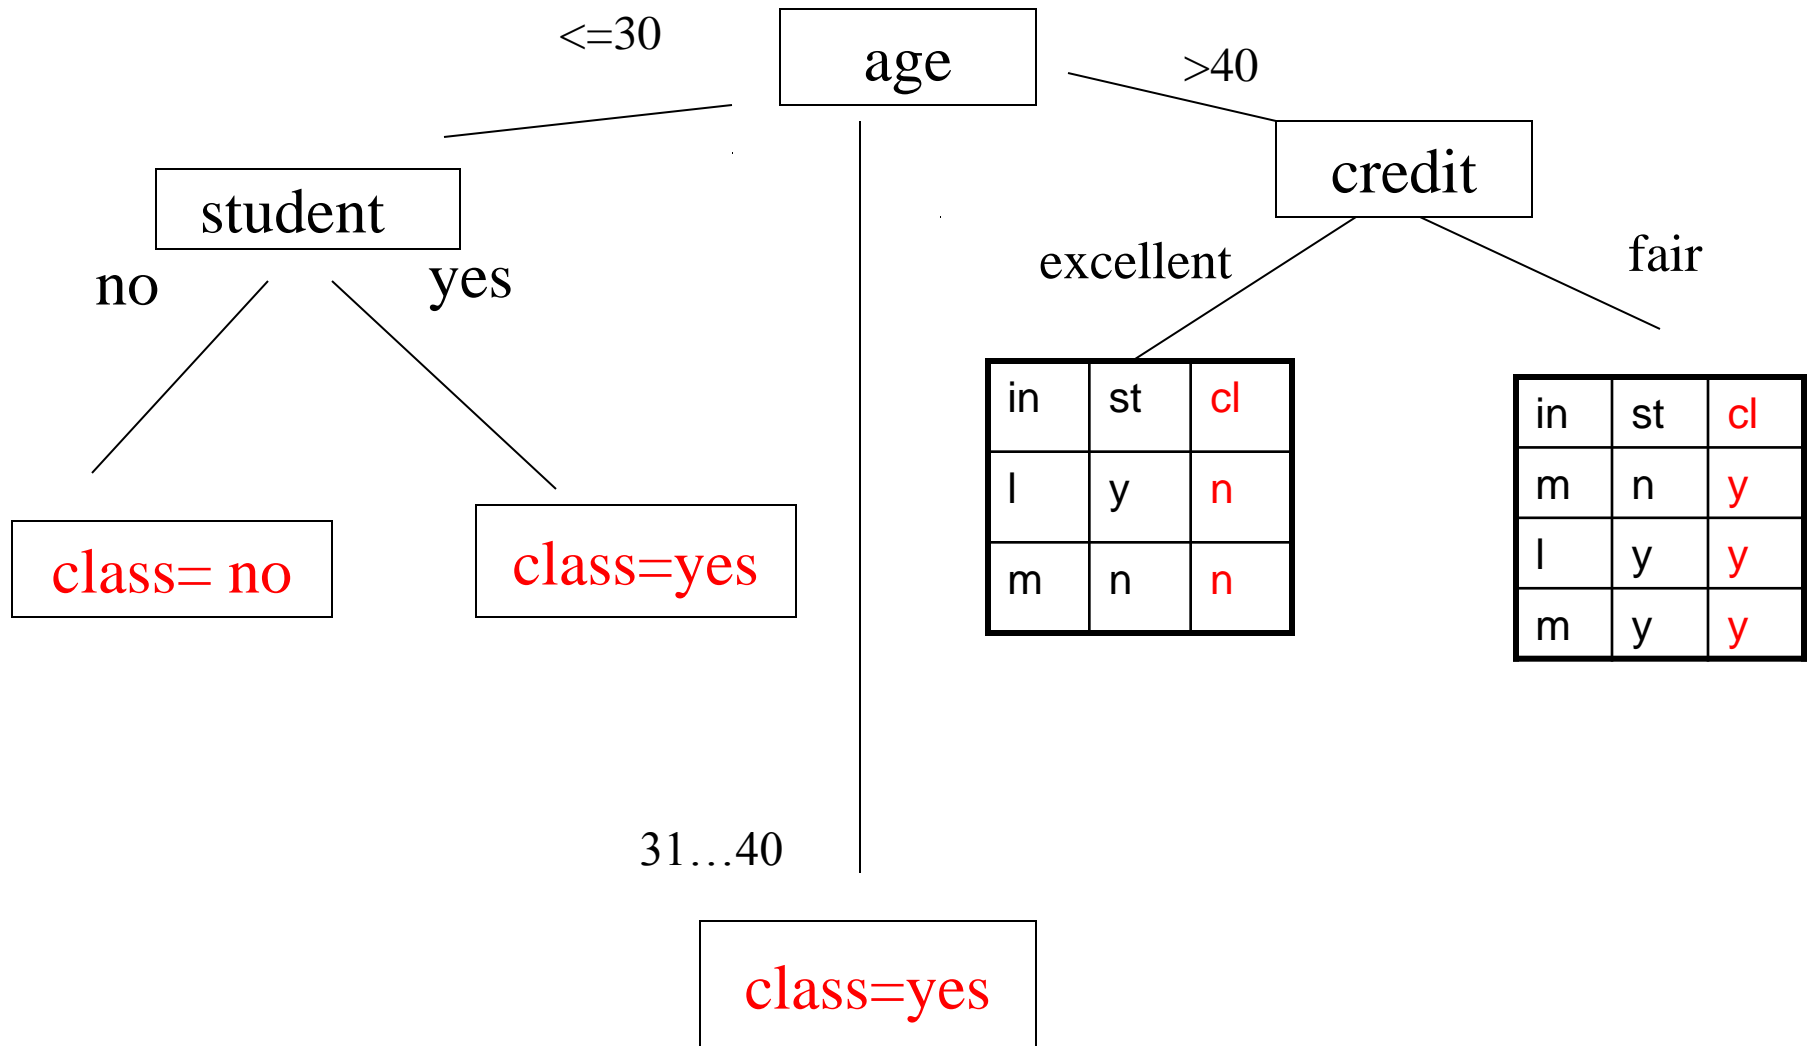 <=30
age
>40
student
credit
no
yes
excellent
fair
in st cl
l y n
m n n
in st cl
m n y
l y y
m y y
class= no
class=yes
31…40
class=yes